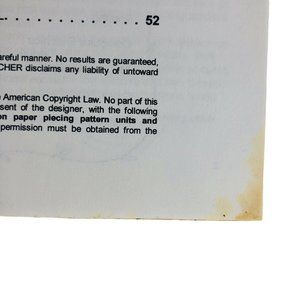 . . . . . . . . . . . . . 52
areful manner. No results are guaranteed,
CHER disclaims any liability of untoward
American Copyright Law. No part of this
sent of the designer, with the following
on paper piecing pattern units and
permission must be obtained from the